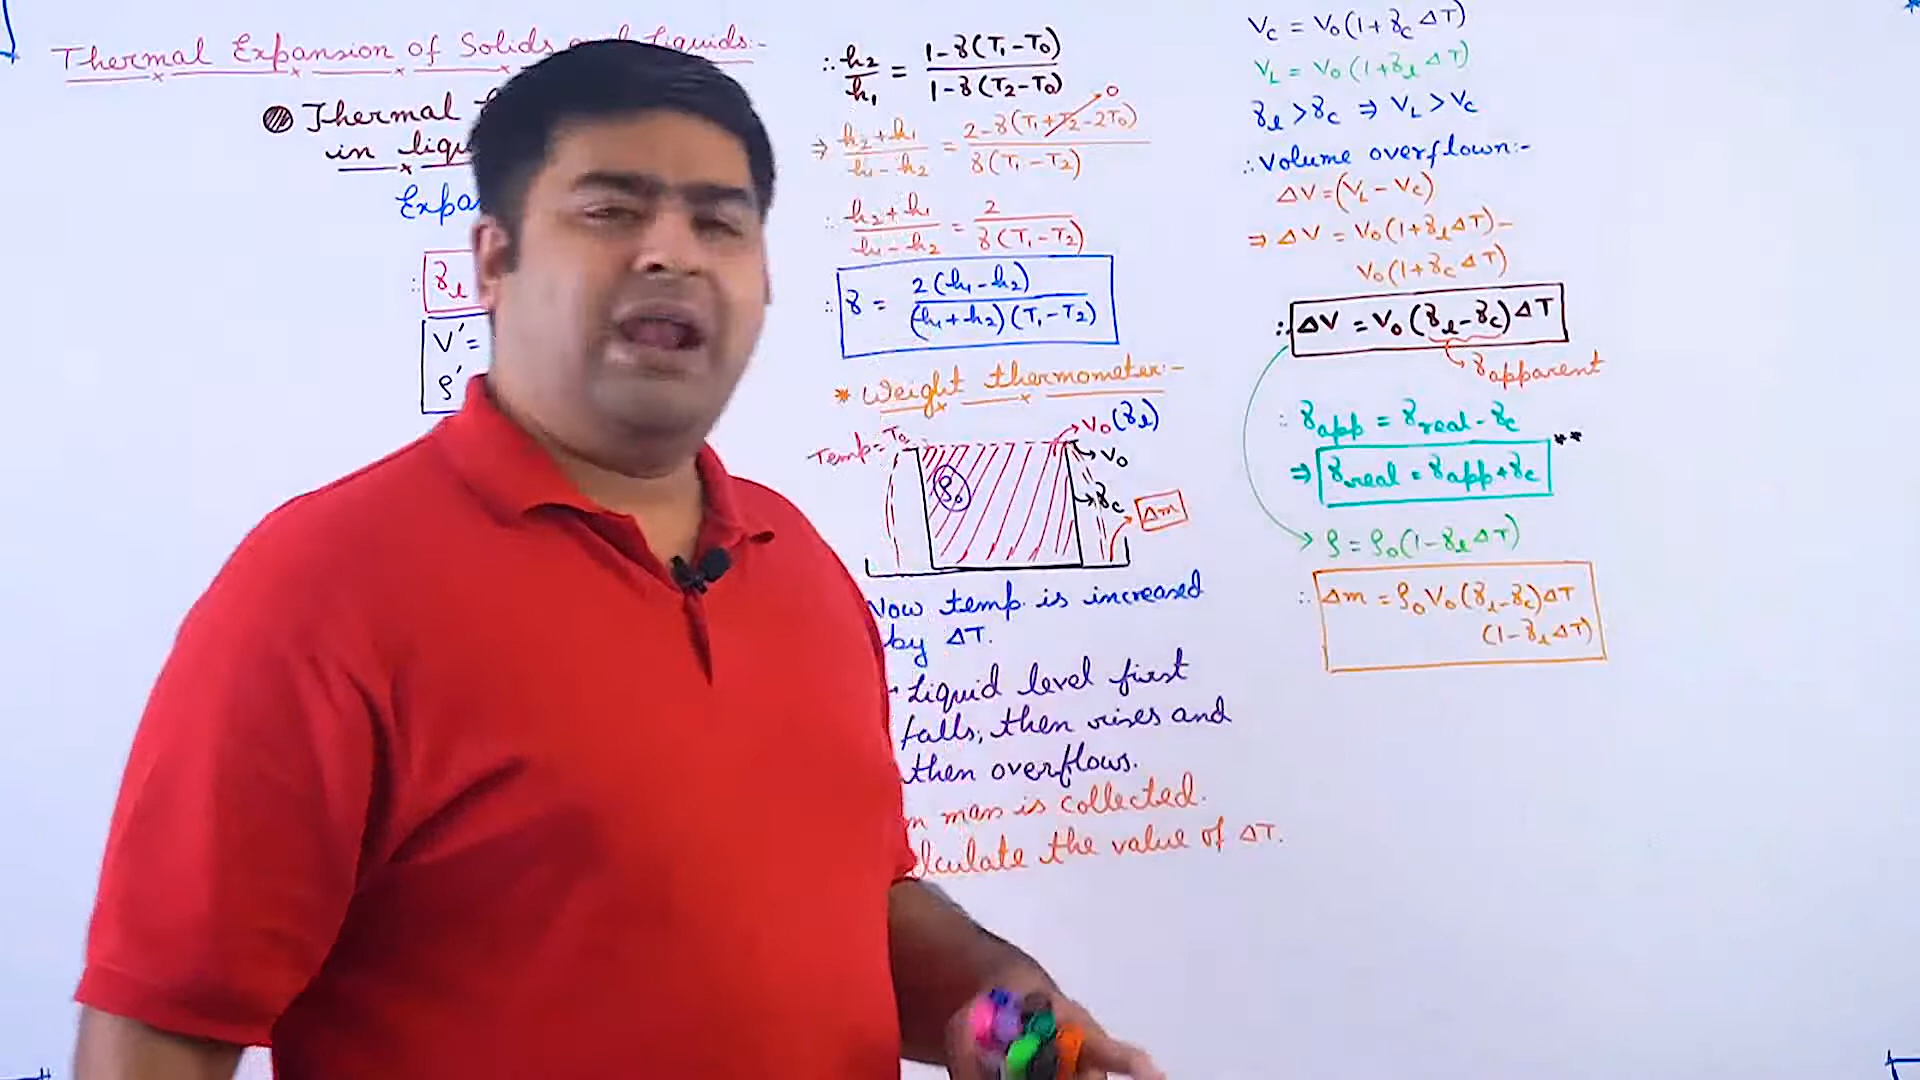 Thermal Expansion of Solids and Liquids:-
Thermal
in liqu
Expa
∴ γl
V' =
ρ'
∴ h2/h1 = 1-γ(T1-T0)/1-γ(T2-T0)
⇒ h2+h1/h1-h2 = 2-γ(T1+T2-2T0)/γ(T1-T2) → 0
∴ h2+h1/h1-h2 = 2/γ(T1-T2)
∴ γ = 2(h1-h2)/(h1+h2)(T1-T2)
* Weight thermometer:-
Temp = T0
V0(γl)
V0
ρ0
γc
Δm
Now temp. is increased
by ΔT.
Liquid level first
falls, then rises and
then overflows.
m mass is collected.
lculate the value of ΔT.
Vc = V0(1+γcΔT)
VL = V0(1+γlΔT)
γl > γc ⇒ VL > Vc
∴ Volume overflown:-
ΔV = (VL - Vc)
⇒ ΔV = V0(1+γlΔT) -
V0(1+γcΔT)
∴ ΔV = V0(γl-γc)ΔT
γapparent
∴ γapp = γreal - γc
⇒ γreal = γapp+γc **
ρ = ρ0(1-γlΔT)
∴ Δm = ρ0V0(γl-γc)ΔT
(1-γlΔT)